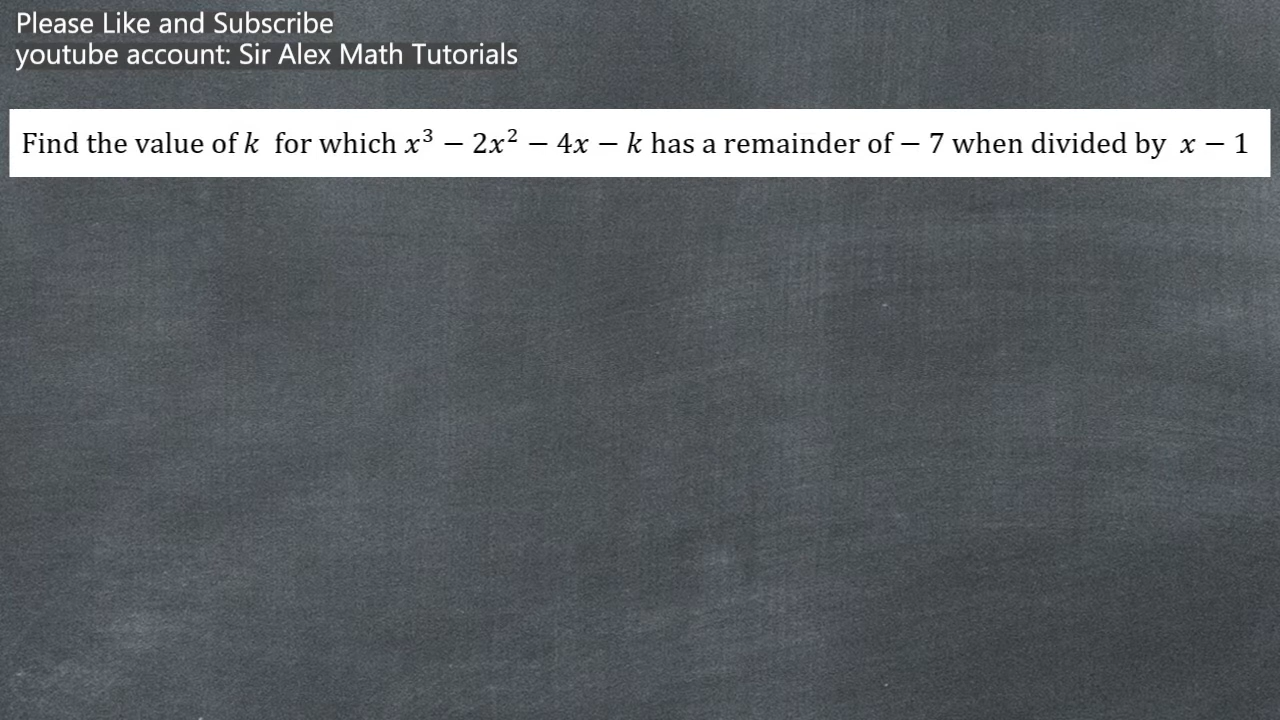 Please Like and Subscribe
youtube account: Sir Alex Math Tutorials
Find the value of k for which x³ − 2x² − 4x − k has a remainder of − 7 when divided by x − 1